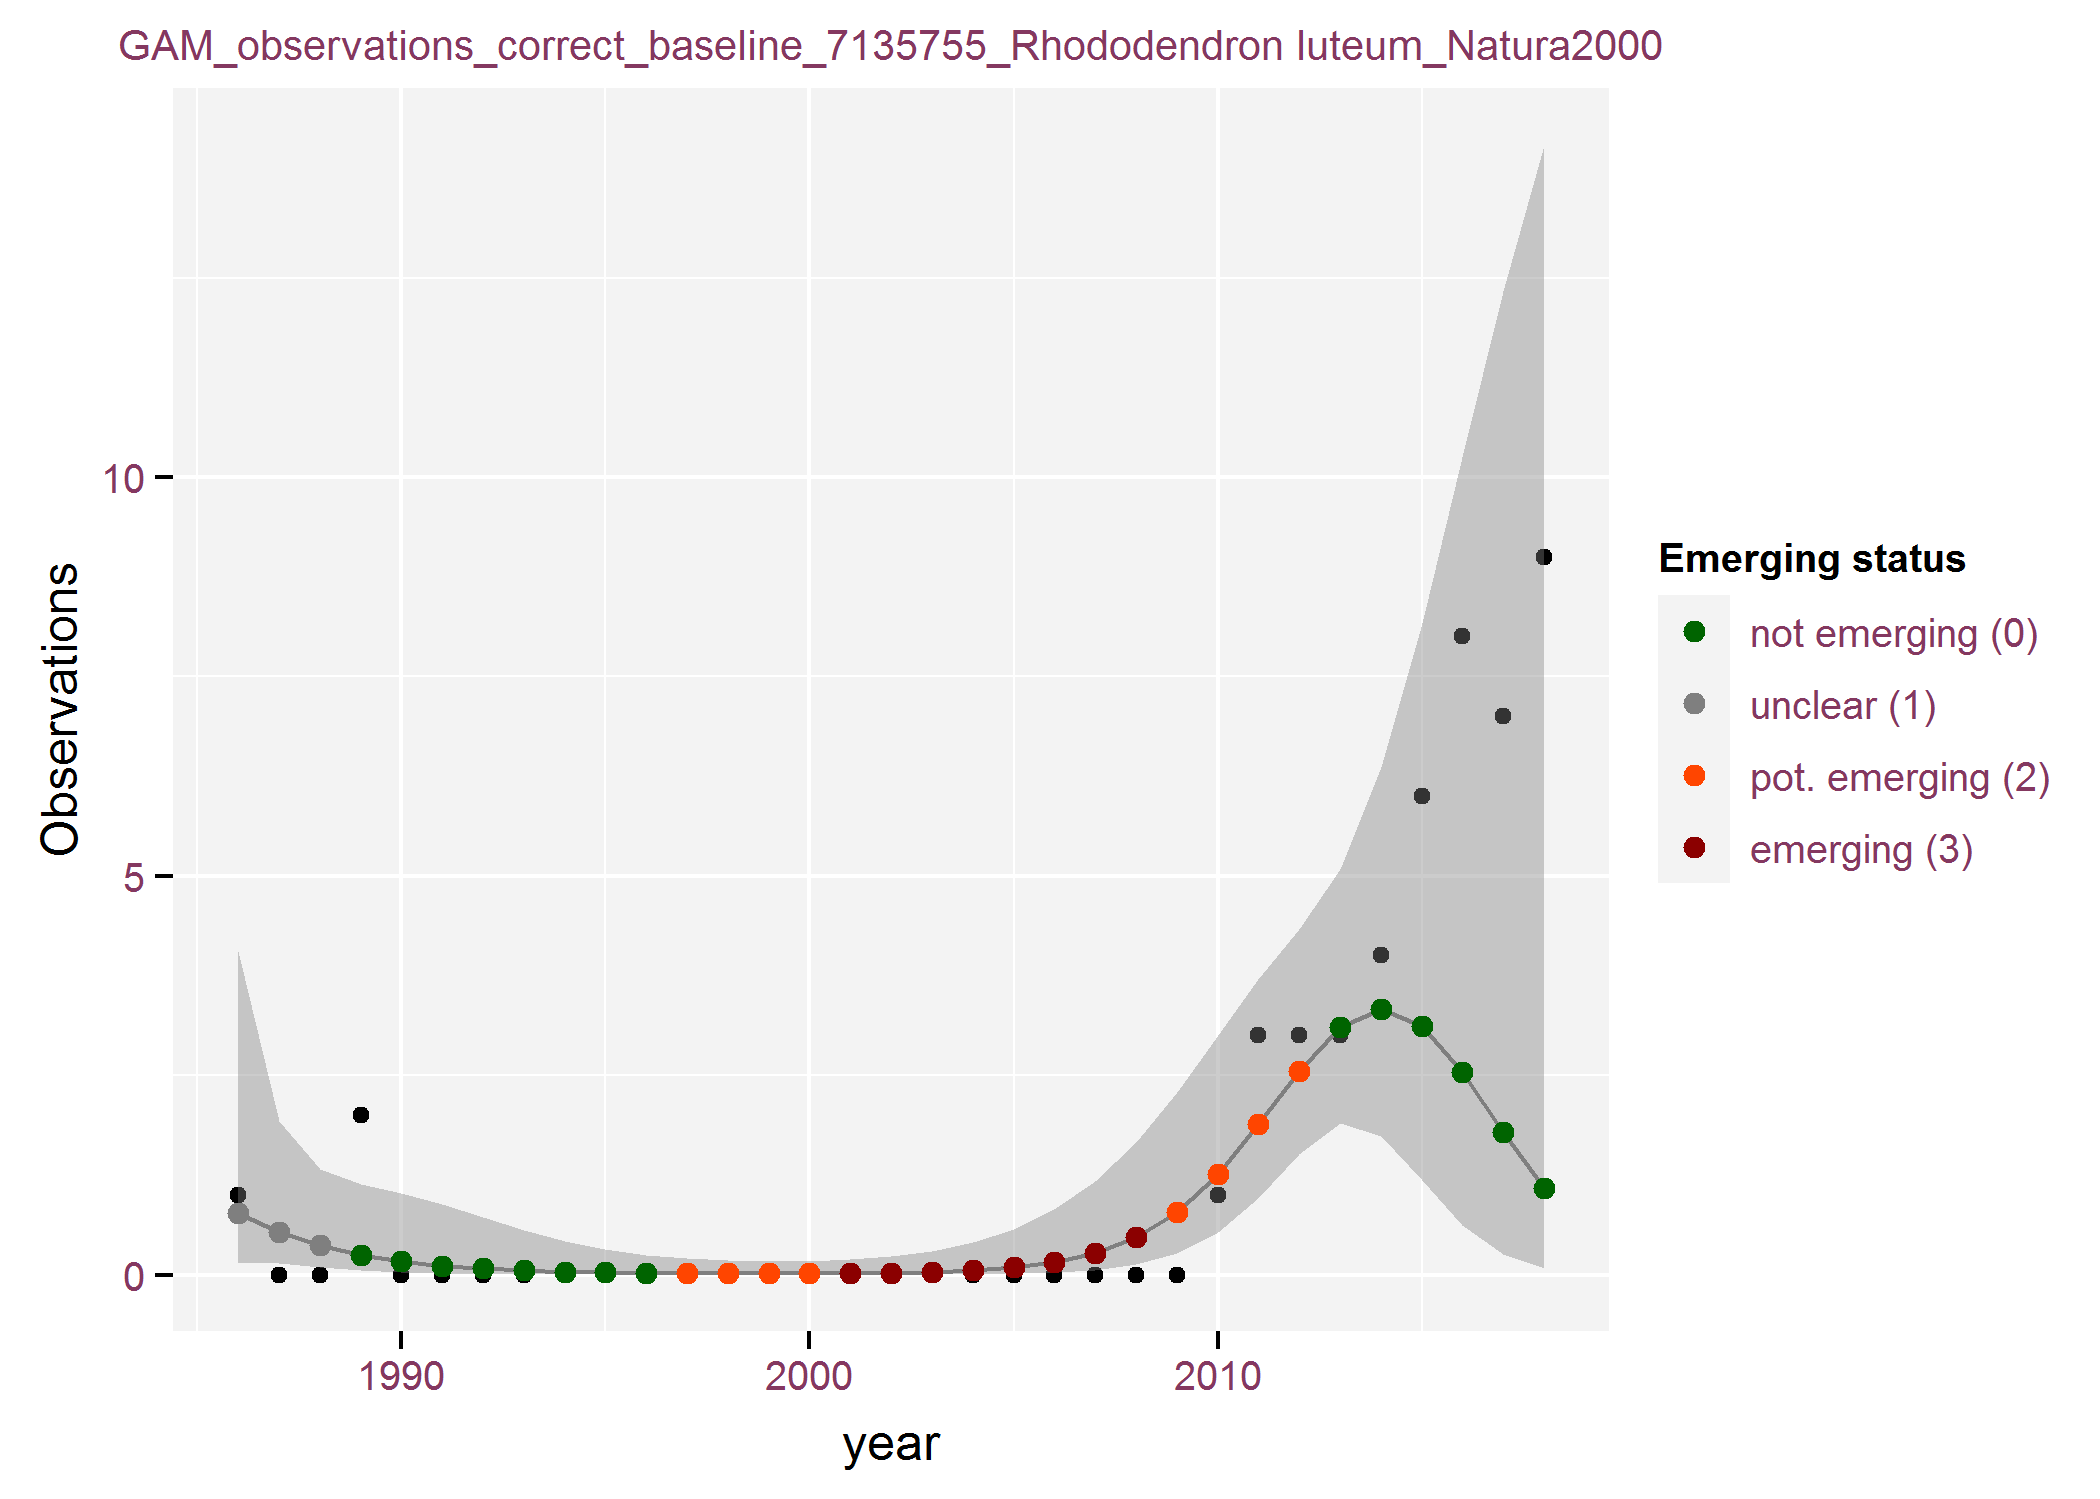 GAM_observations_correct_baseline_7135755_Rhododendron luteum_Natura2000
Observations
10
5
0
1990
2000
2010
year
Emerging status
not emerging (0)
unclear (1)
pot. emerging (2)
emerging (3)